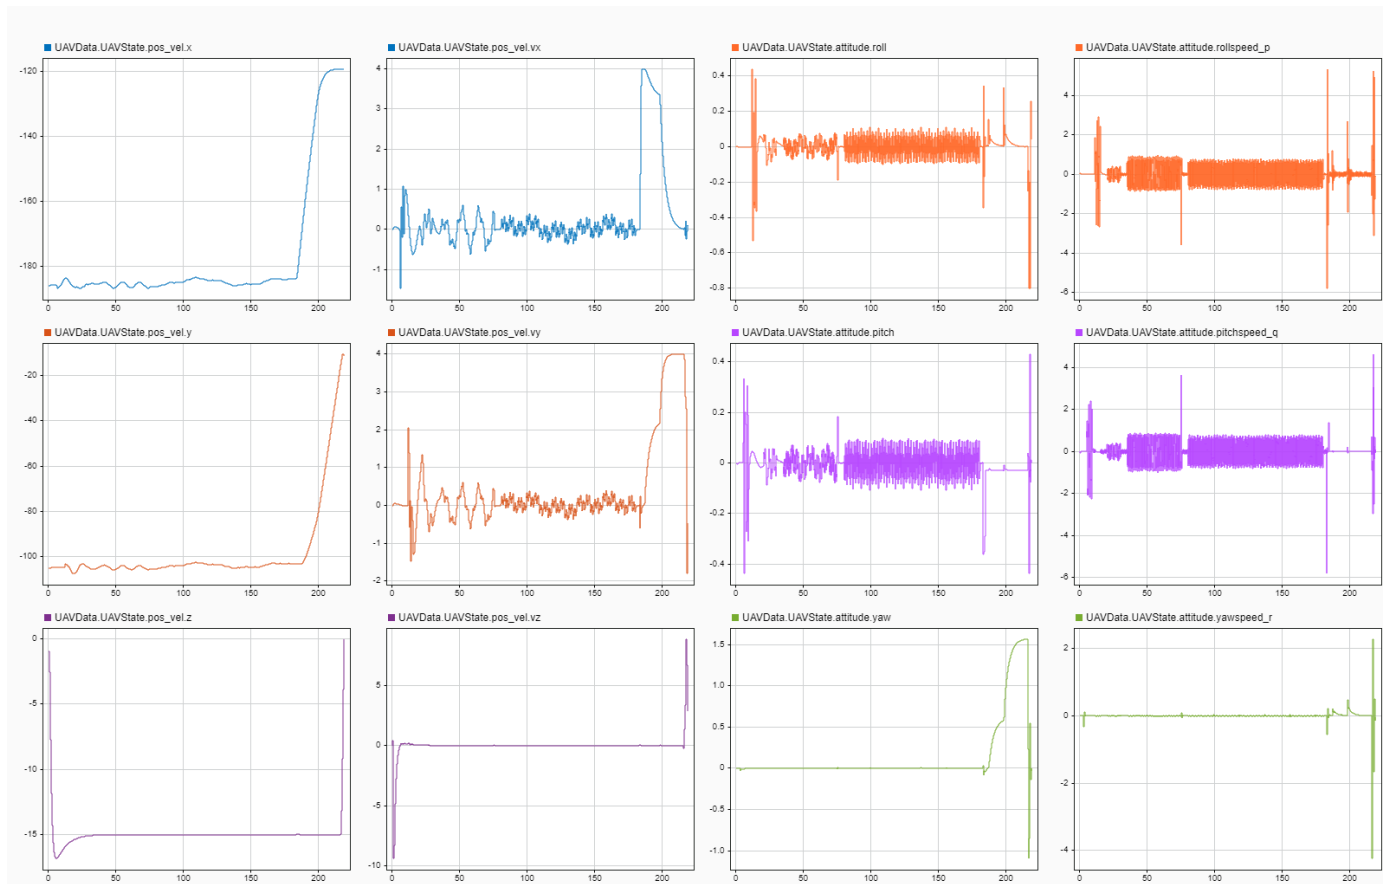 UAVData.UAVState.pos_vel.x
-120
-140
-160
-180
0 50 100 150 200
UAVData.UAVState.pos_vel.vx
4
3
2
1
0
-1
0 50 100 150 200
UAVData.UAVState.attitude.roll
0.4
0.2
0
-0.2
-0.4
-0.6
-0.8
0 50 100 150 200
UAVData.UAVState.attitude.rollspeed_p
4
2
0
-2
-4
-6
0 50 100 150 200
UAVData.UAVState.pos_vel.y
-20
-40
-60
-80
-100
0 50 100 150 200
UAVData.UAVState.pos_vel.vy
4
3
2
1
0
-1
-2
0 50 100 150 200
UAVData.UAVState.attitude.pitch
0.4
0.2
0
-0.2
-0.4
0 50 100 150 200
UAVData.UAVState.attitude.pitchspeed_q
4
2
0
-2
-4
-6
0 50 100 150 200
UAVData.UAVState.pos_vel.z
0
-5
-10
-15
0 50 100 150 200
UAVData.UAVState.pos_vel.vz
5
0
-5
-10
0 50 100 150 200
UAVData.UAVState.attitude.yaw
1.5
1.0
0.5
0
-0.5
-1.0
0 50 100 150 200
UAVData.UAVState.attitude.yawspeed_r
2
0
-2
-4
0 50 100 150 200